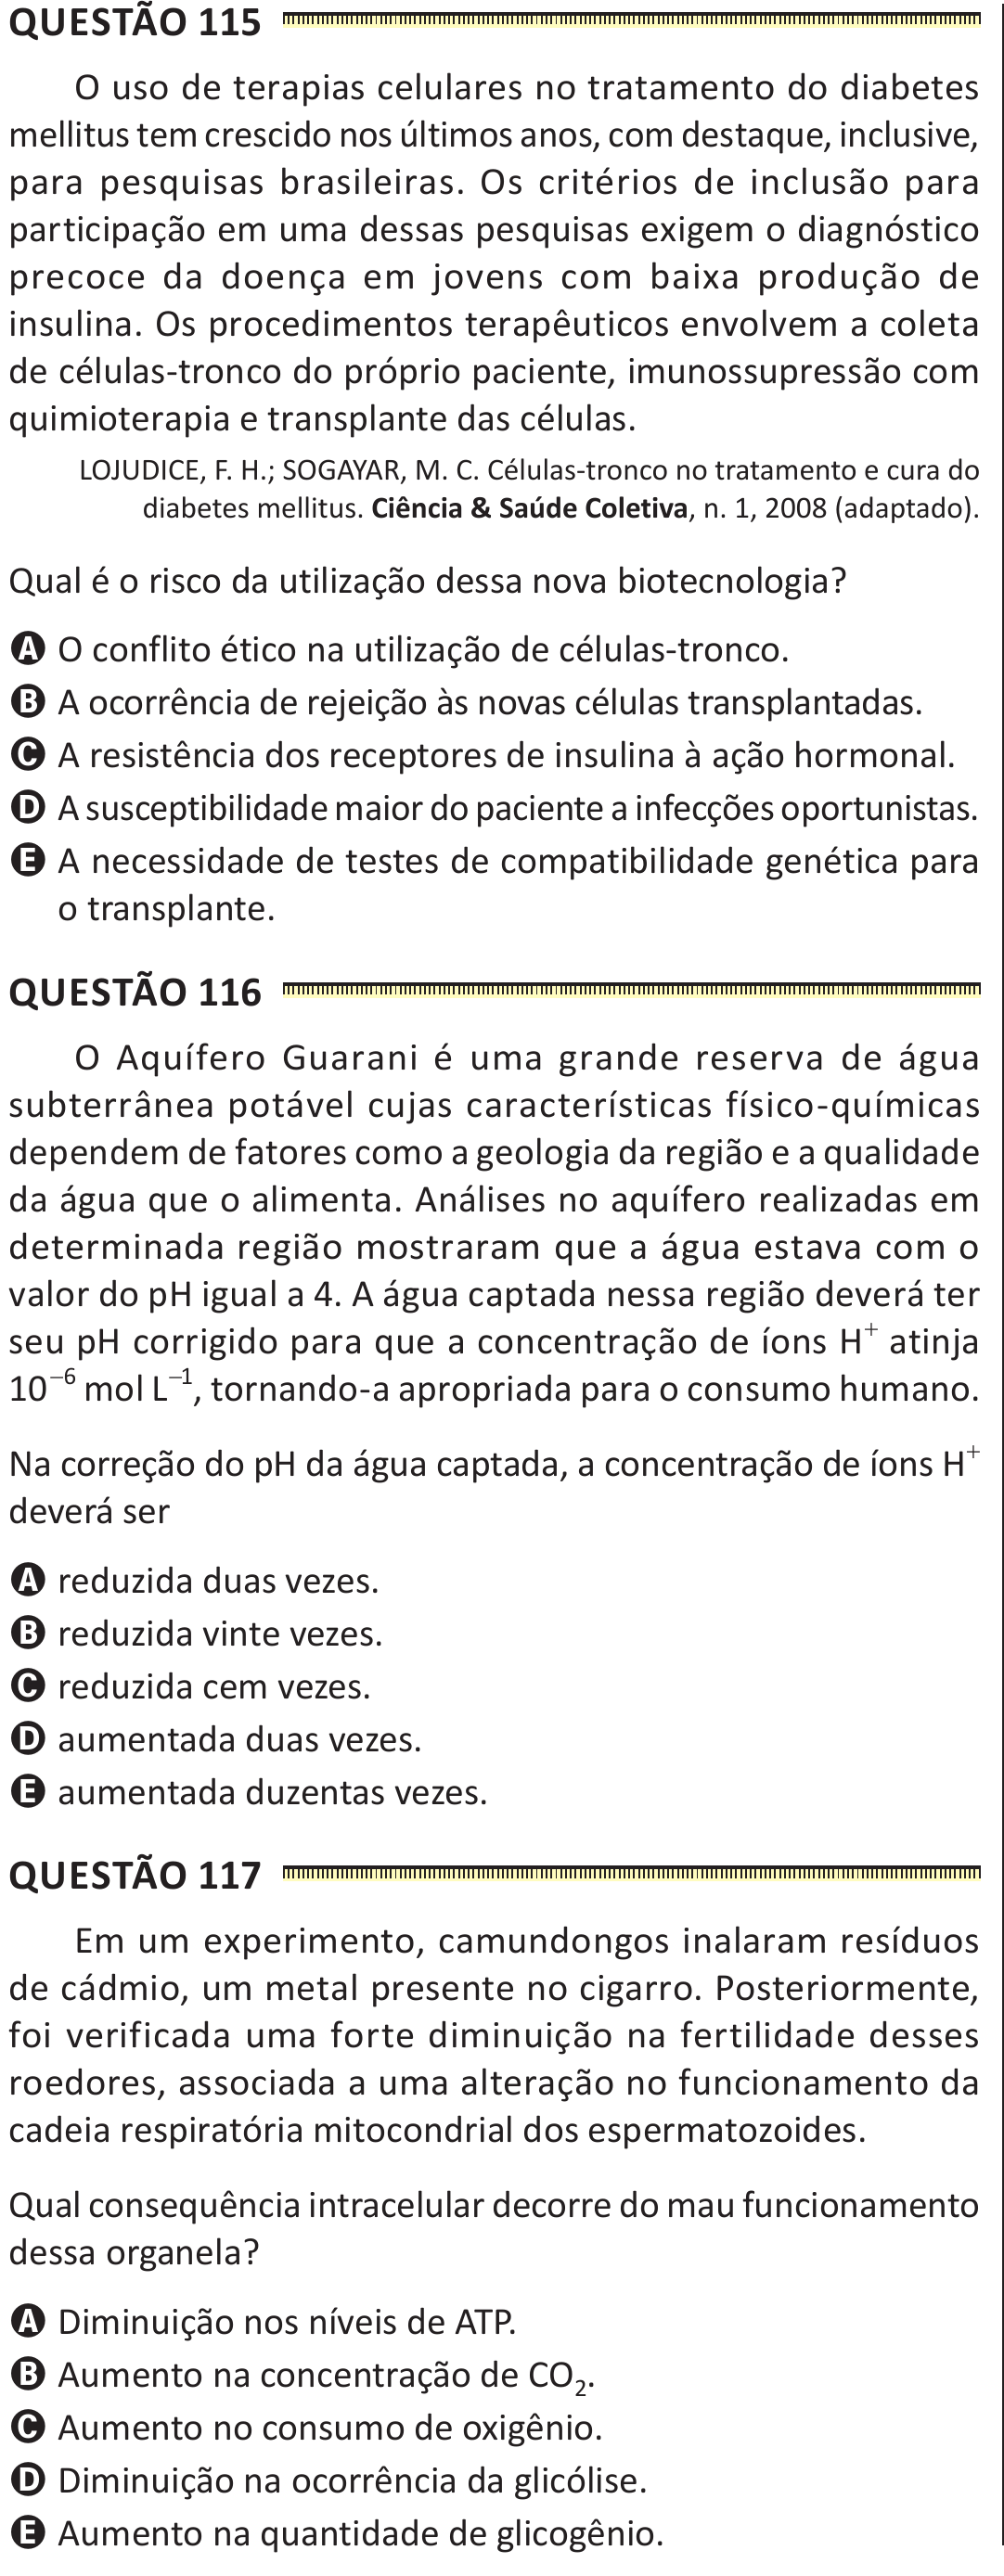 QUESTÃO 115
O uso de terapias celulares no tratamento do diabetes
mellitus tem crescido nos últimos anos, com destaque, inclusive,
para pesquisas brasileiras. Os critérios de inclusão para
participação em uma dessas pesquisas exigem o diagnóstico
precoce da doença em jovens com baixa produção de
insulina. Os procedimentos terapêuticos envolvem a coleta
de células-tronco do próprio paciente, imunossupressão com
quimioterapia e transplante das células.
LOJUDICE, F. H.; SOGAYAR, M. C. Células-tronco no tratamento e cura do
diabetes mellitus. Ciência & Saúde Coletiva, n. 1, 2008 (adaptado).
Qual é o risco da utilização dessa nova biotecnologia?
A O conflito ético na utilização de células-tronco.
B A ocorrência de rejeição às novas células transplantadas.
C A resistência dos receptores de insulina à ação hormonal.
D A susceptibilidade maior do paciente a infecções oportunistas.
E A necessidade de testes de compatibilidade genética para
o transplante.
QUESTÃO 116
O Aquífero Guarani é uma grande reserva de água
subterrânea potável cujas características físico-químicas
dependem de fatores como a geologia da região e a qualidade
da água que o alimenta. Análises no aquífero realizadas em
determinada região mostraram que a água estava com o
valor do pH igual a 4. A água captada nessa região deverá ter
seu pH corrigido para que a concentração de íons H⁺ atinja
10⁻⁶ mol L⁻¹, tornando-a apropriada para o consumo humano.
Na correção do pH da água captada, a concentração de íons H⁺
deverá ser
A reduzida duas vezes.
B reduzida vinte vezes.
C reduzida cem vezes.
D aumentada duas vezes.
E aumentada duzentas vezes.
QUESTÃO 117
Em um experimento, camundongos inalaram resíduos
de cádmio, um metal presente no cigarro. Posteriormente,
foi verificada uma forte diminuição na fertilidade desses
roedores, associada a uma alteração no funcionamento da
cadeia respiratória mitocondrial dos espermatozoides.
Qual consequência intracelular decorre do mau funcionamento
dessa organela?
A Diminuição nos níveis de ATP.
B Aumento na concentração de CO₂.
C Aumento no consumo de oxigênio.
D Diminuição na ocorrência da glicólise.
E Aumento na quantidade de glicogênio.